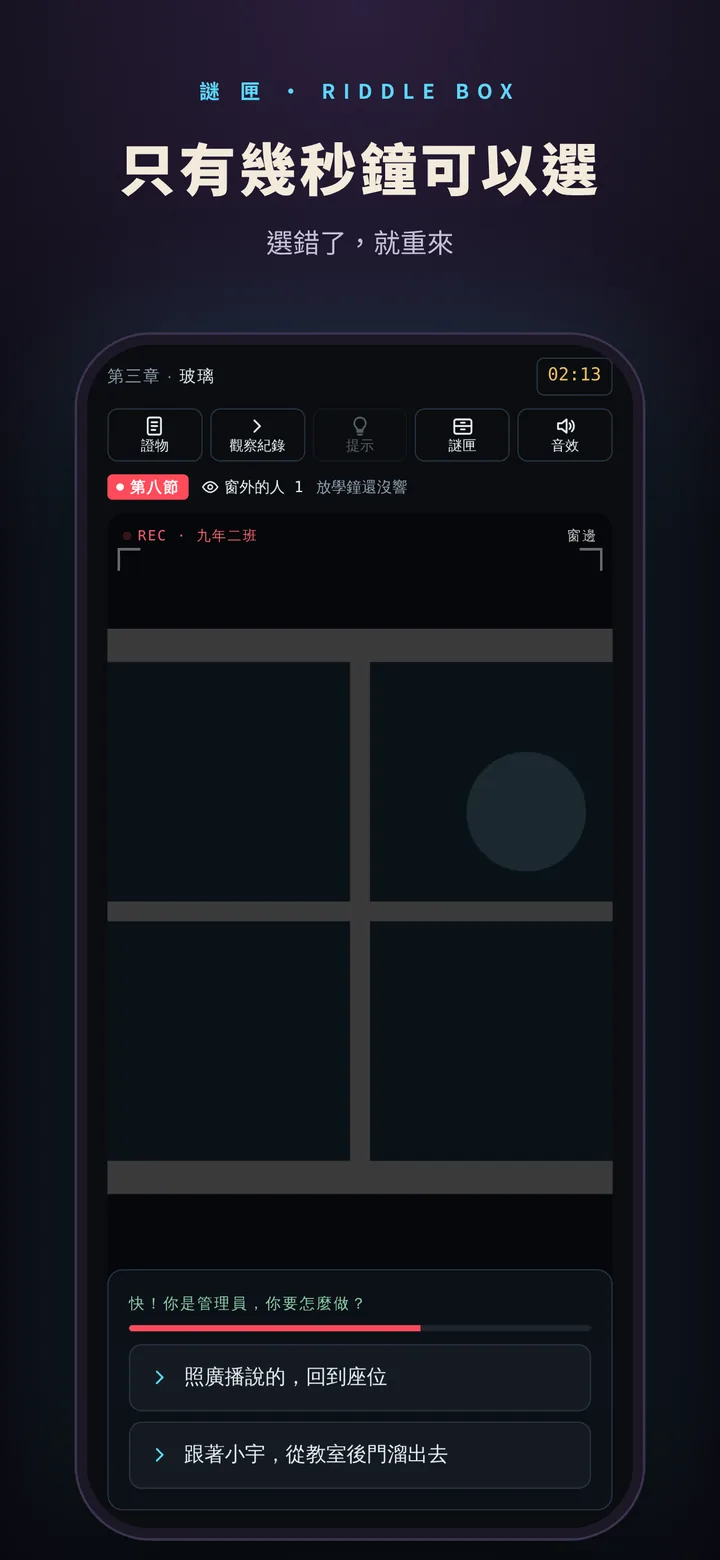 謎匣 • RIDDLE BOX
只有幾秒鐘可以選
選錯了，就重來
第三章 · 玻璃
02:13
證物
觀察紀錄
提示
謎匣
音效
第八節
窗外的人 1
放學鐘還沒響
REC · 九年二班
窗邊
快！你是管理員，你要怎麼做？
照廣播說的，回到座位
跟著小宇，從教室後門溜出去